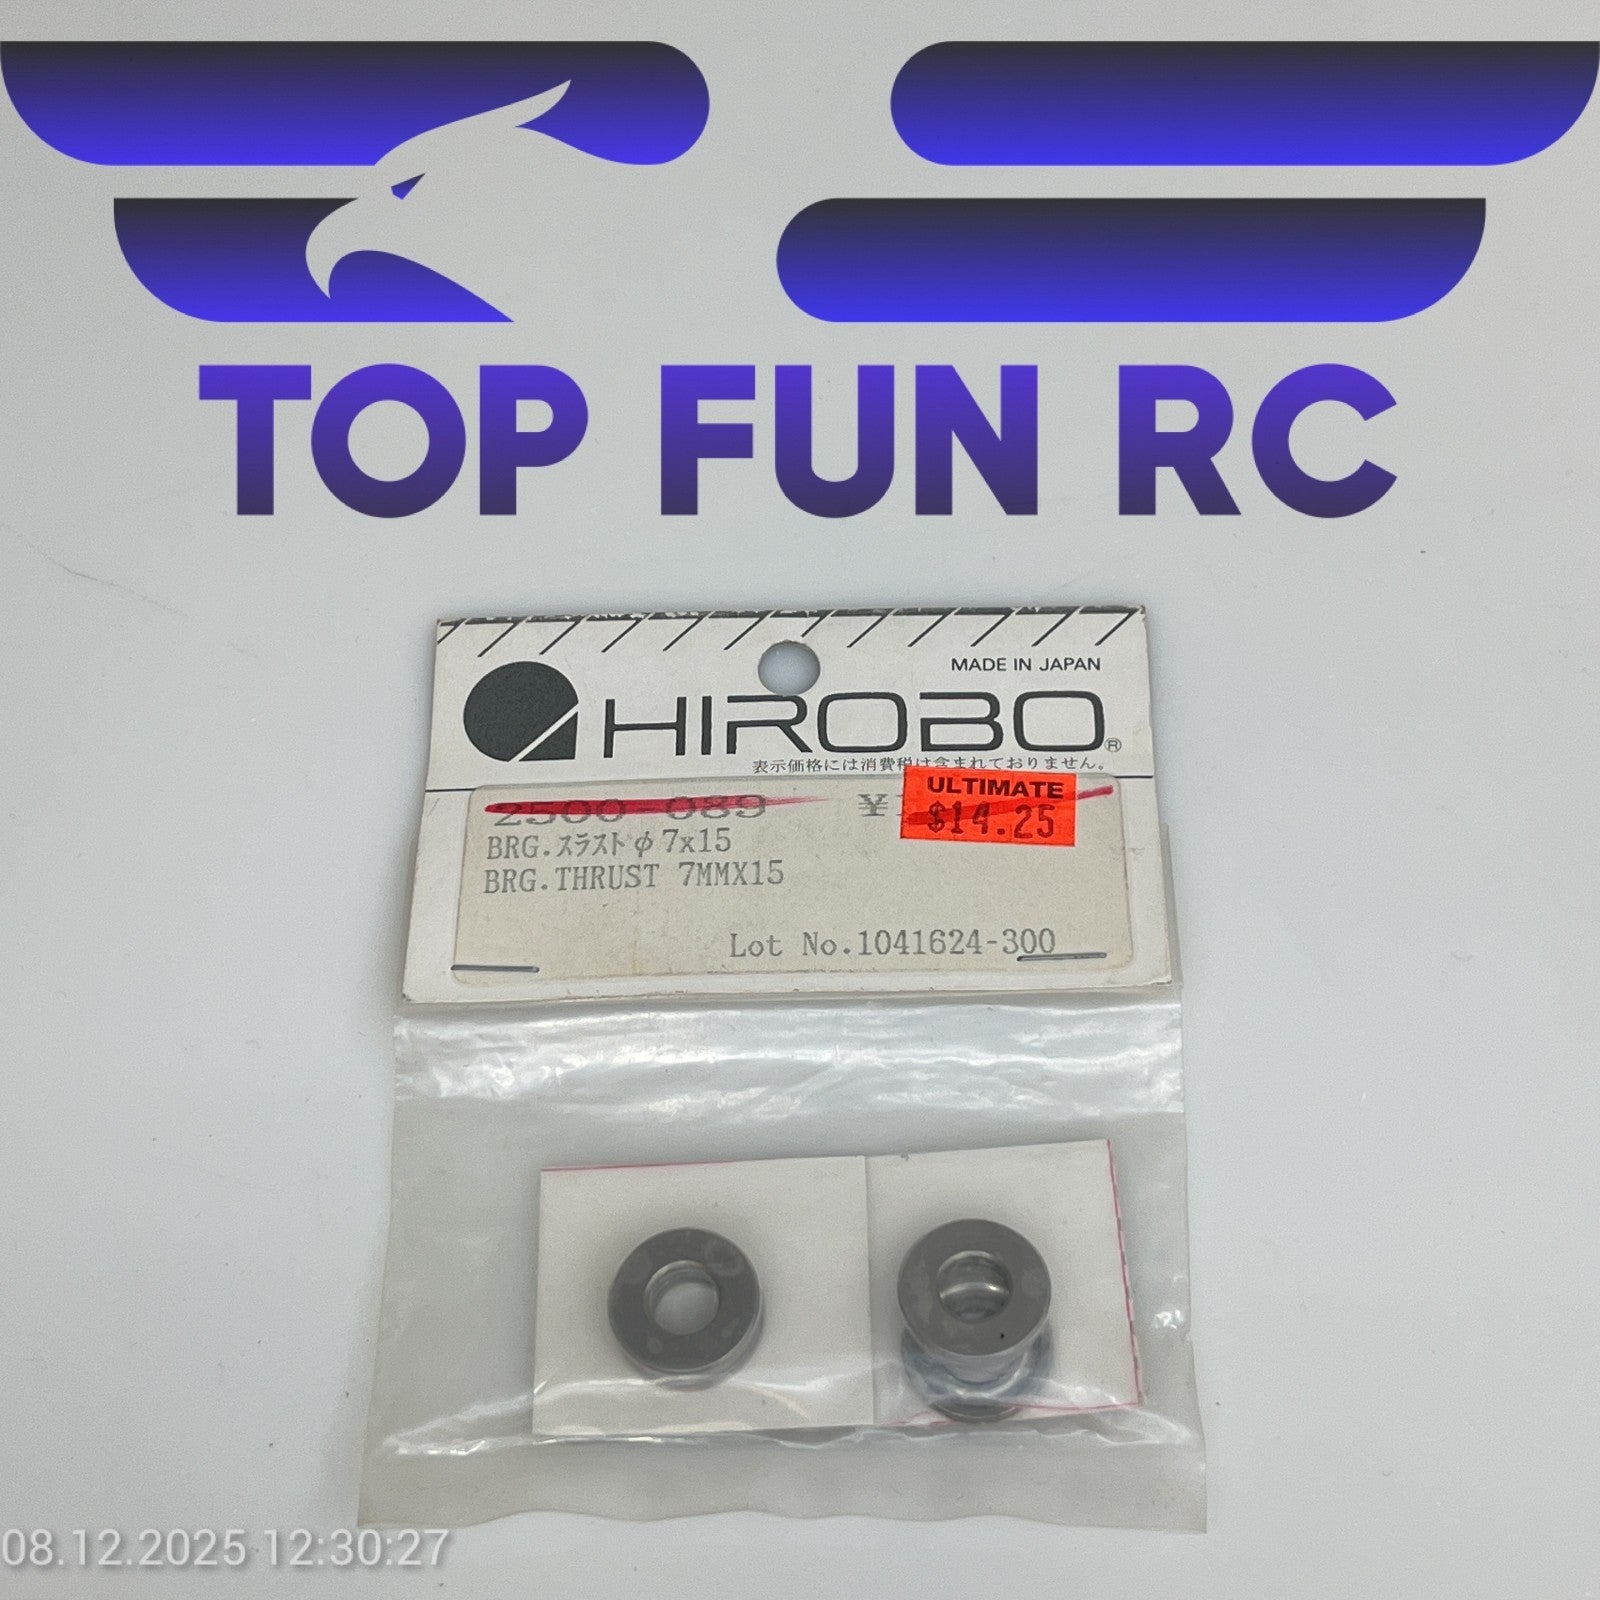 TOP FUN RC
MADE IN JAPAN
HIROBO®
表示価格には消費税は含まれておりません。
2500-089 ¥
ULTIMATE
$14.25
BRG.スラストφ7x15
BRG.THRUST 7MMX15
Lot No.1041624-300
08.12.2025 12:30:27